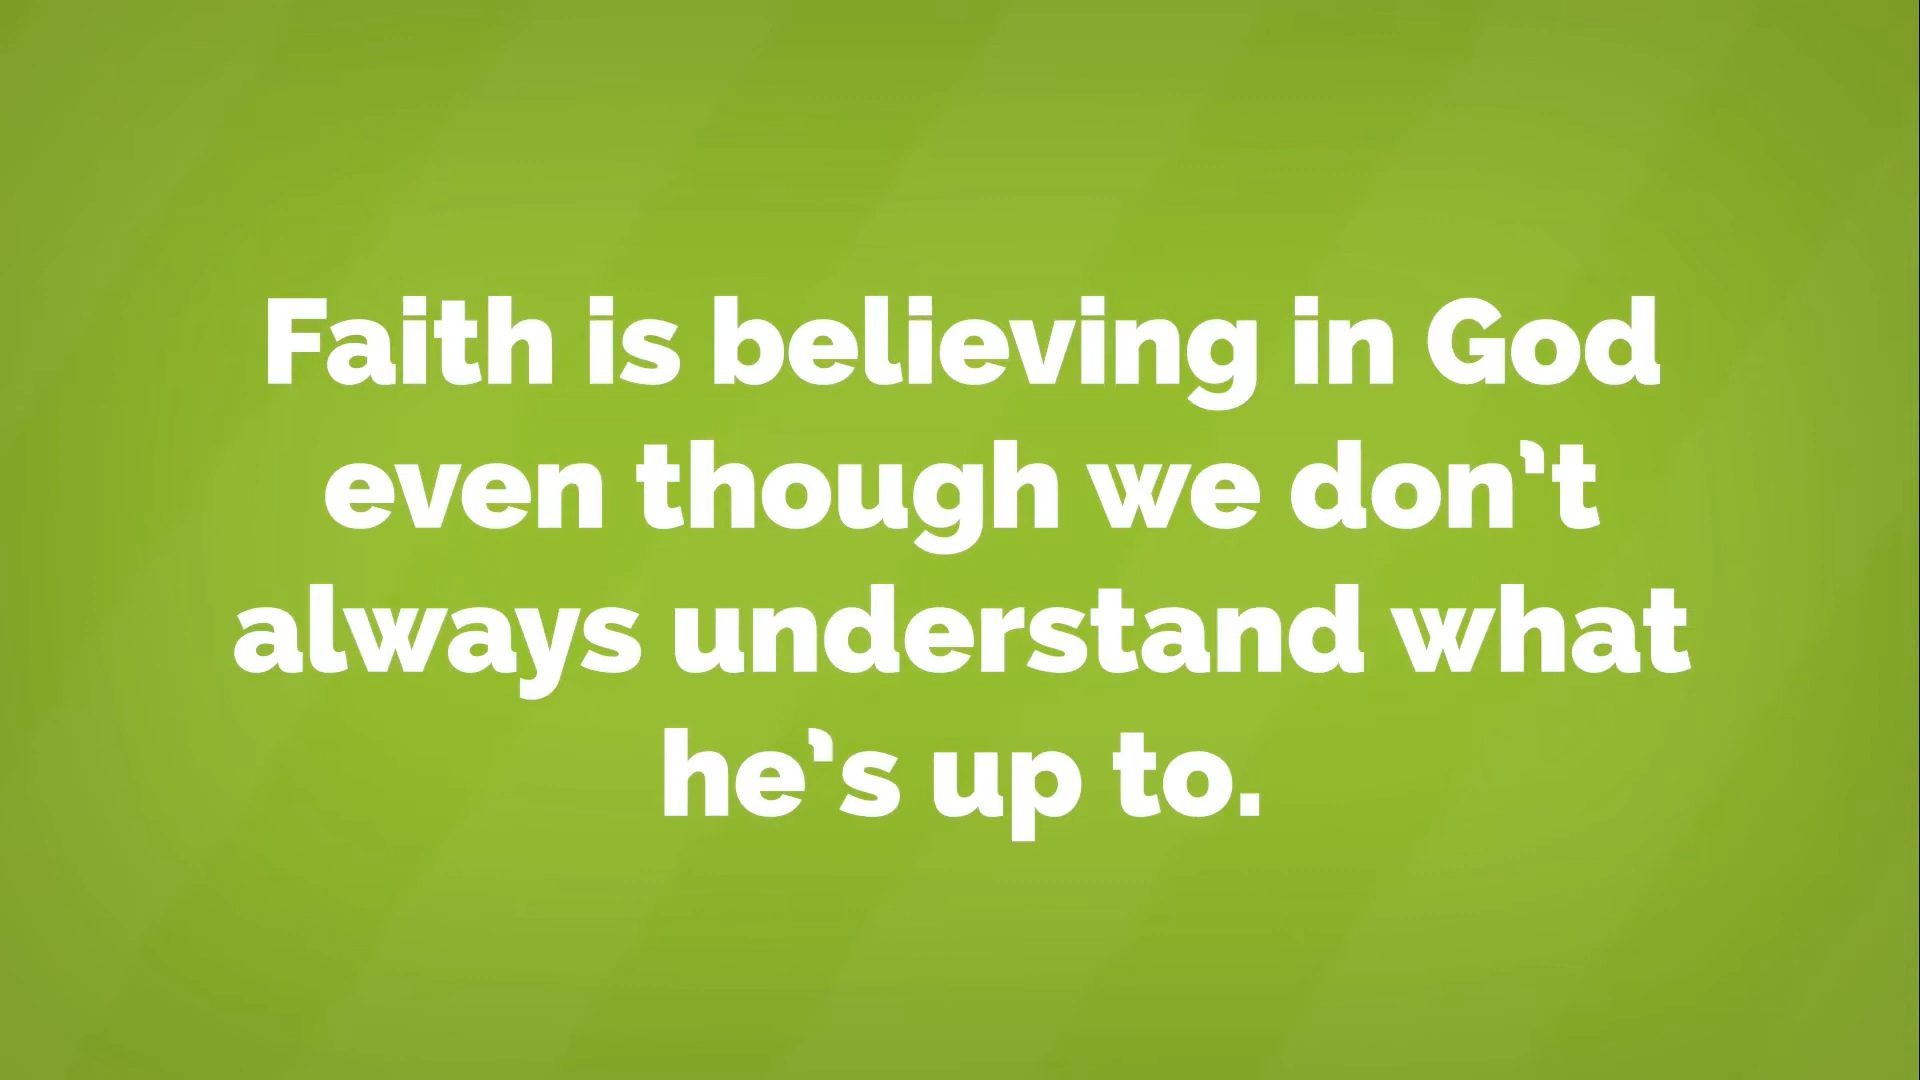 Faith is believing in God
even though we don’t
always understand what
he’s up to.